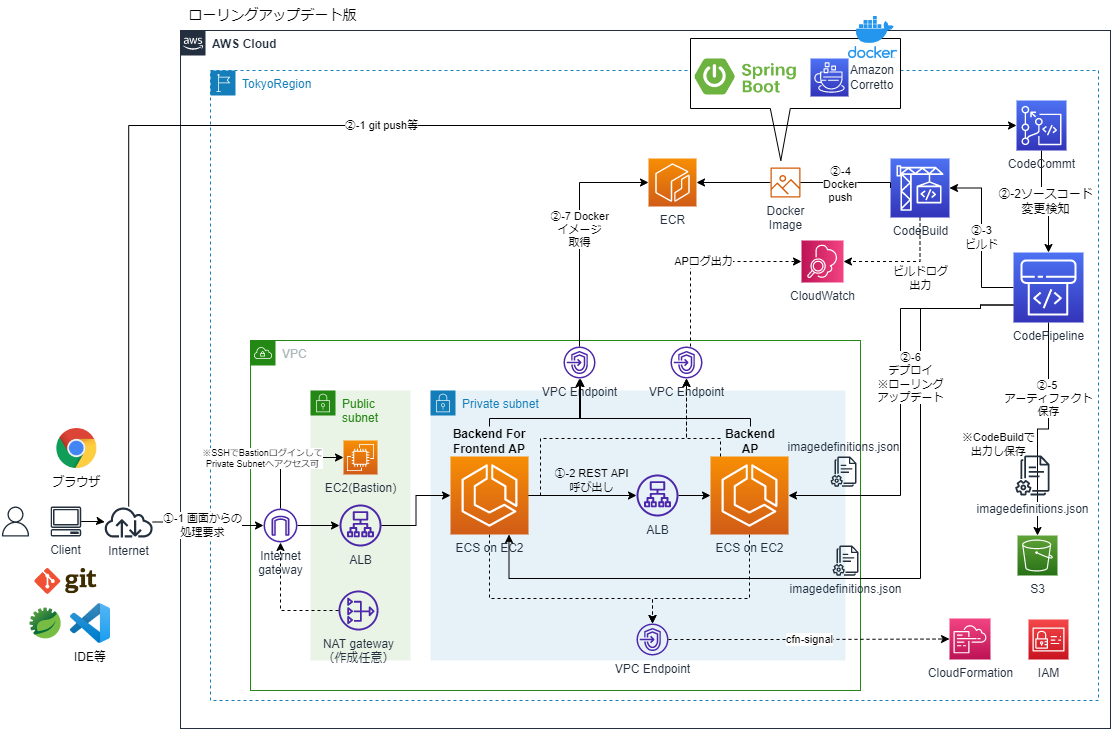 ローリングアップデート版
aws
AWS Cloud
docker
TokyoRegion
Spring
Boot
Amazon
Corretto
②-1 git push等
CodeCommt
②-4
Docker
push
②-2ソースコード
変更検知
ECR
Docker
Image
CodeBuild
②-7 Docker
イメージ
取得
②-3
ビルド
APログ出力
ビルドログ
出力
CloudWatch
CodePipeline
VPC
②-6
デプロイ
※ローリング
アップデート
VPC Endpoint
VPC Endpoint
②-5
アーティファクト
保存
Public
subnet
Private subnet
Backend For
Frontend AP
Backend
AP
imagedefinitions.json
※CodeBuildで
出力し保存
※SSHでBastionログインして
Private Subnetへアクセス可
ブラウザ
EC2(Bastion)
①-2 REST API
呼び出し
imagedefinitions.json
①-1 画面からの
処理要求
Client
Internet
Internet
gateway
ALB
ECS on EC2
ALB
ECS on EC2
imagedefinitions.json
S3
git
NAT gateway
（作成任意）
cfn-signal
IDE等
VPC Endpoint
CloudFormation
IAM